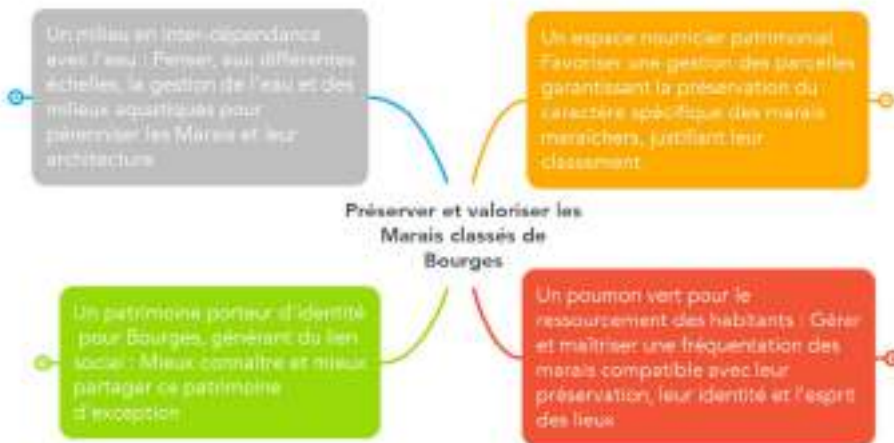 Un milieu en inter-dépendance
avec l'eau : Penser, aux différentes
échelles, la gestion de l'eau et des
milieux aquatiques pour
pérenniser les Marais et leur
architecture
Un espace nourricier patrimonial
Favoriser une gestion des parcelles
garantissant la préservation du
caractère spécifique des marais
maraîchers, justifiant leur
classement
Préserver et valoriser les
Marais classés de
Bourges
Un patrimoine porteur d'identité
pour Bourges, générant du lien
social : Mieux connaître et mieux
partager ce patrimoine
d'exception
Un poumon vert pour le
ressourcement des habitants : Gérer
et maîtriser une fréquentation des
marais compatible avec leur
préservation, leur identité et l'esprit
des lieux